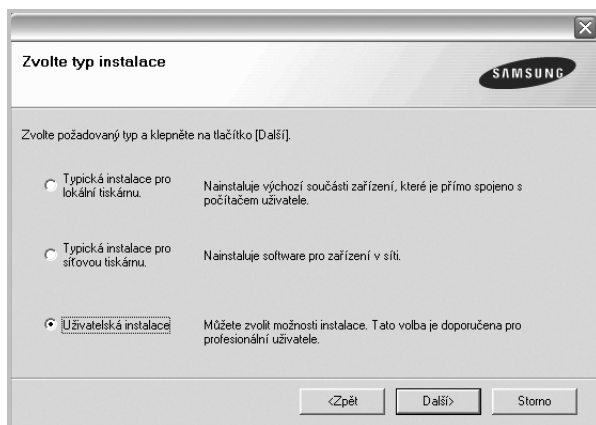 Zvolte typ instalace
SAMSUNG
Zvolte požadovaný typ a klepněte na tlačítko [Další].
Typická instalace pro
lokální tiskárnu.
Nainstaluje výchozí součásti zařízení, které je přímo spojeno s
počítačem uživatele.
Typická instalace pro
síťovou tiskárnu.
Nainstaluje software pro zařízení v síti.
Uživatelská instalace
Můžete zvolit možnosti instalace. Tato volba je doporučena pro
profesionální uživatele.
<Zpět
Další>
Storno